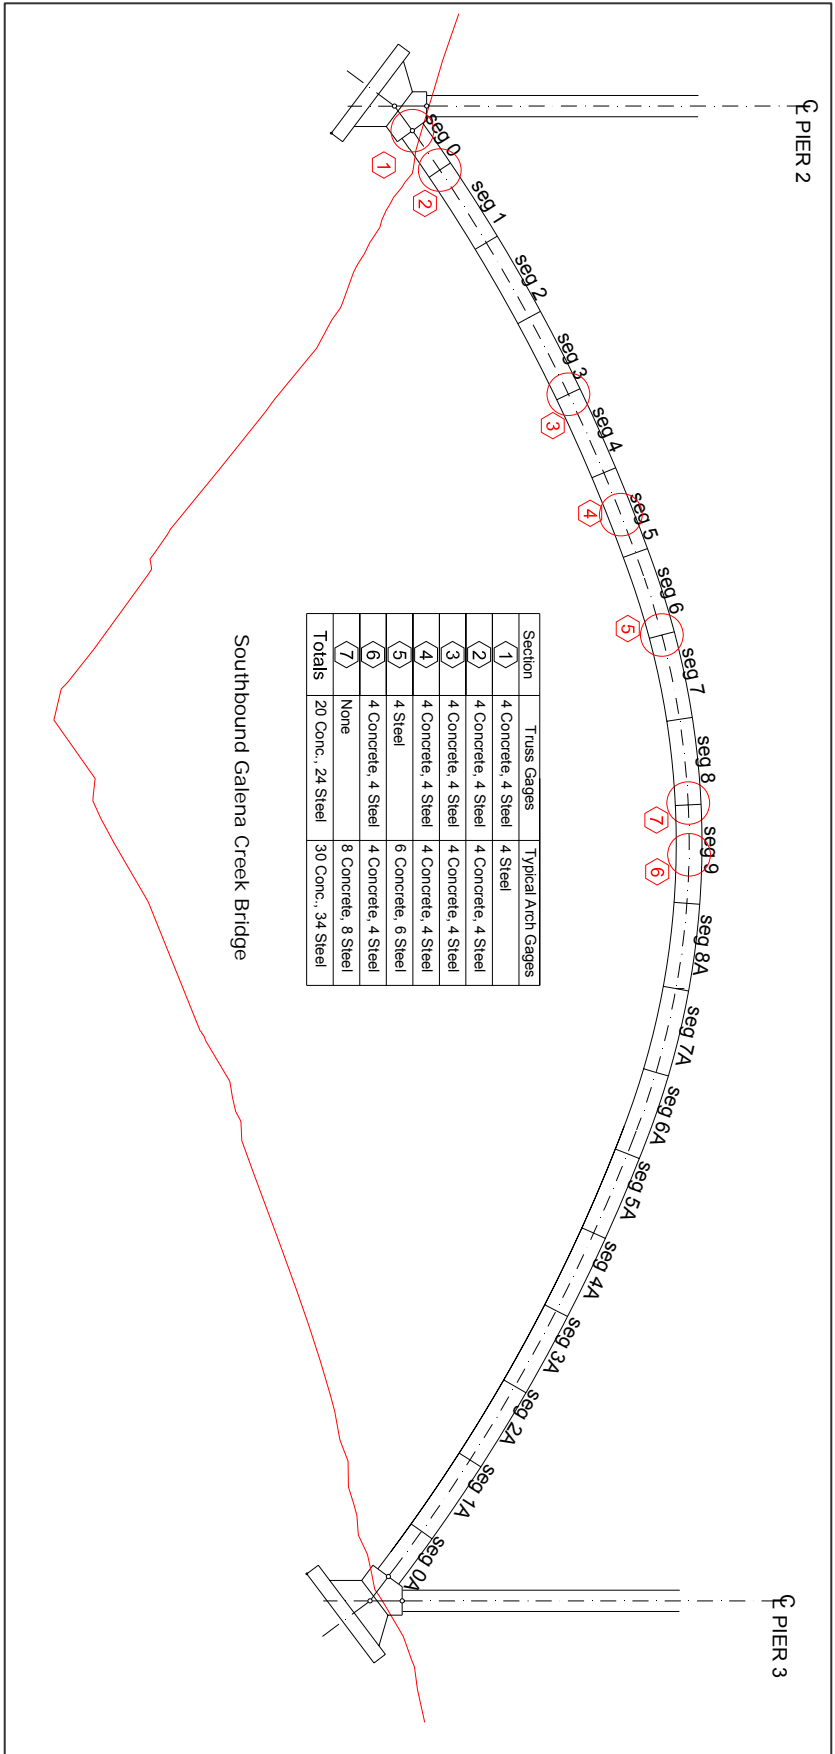 ℄ PIER 2
℄ PIER 3
seg 0
seg 1
seg 2
seg 3
seg 4
seg 5
seg 6
seg 7
seg 8
seg 9
seg 8A
seg 7A
seg 6A
seg 5A
seg 4A
seg 3A
seg 2A
seg 1A
seg 0A
1
2
3
4
5
7
6
Section Truss Gages Typical Arch Gages
1 4 Concrete, 4 Steel 4 Steel
2 4 Concrete, 4 Steel 4 Concrete, 4 Steel
3 4 Concrete, 4 Steel 4 Concrete, 4 Steel
4 4 Concrete, 4 Steel 4 Concrete, 4 Steel
5 4 Steel 6 Concrete, 6 Steel
6 4 Concrete, 4 Steel 4 Concrete, 4 Steel
7 None 8 Concrete, 8 Steel
Totals 20 Conc., 24 Steel 30 Conc., 34 Steel
Southbound Galena Creek Bridge